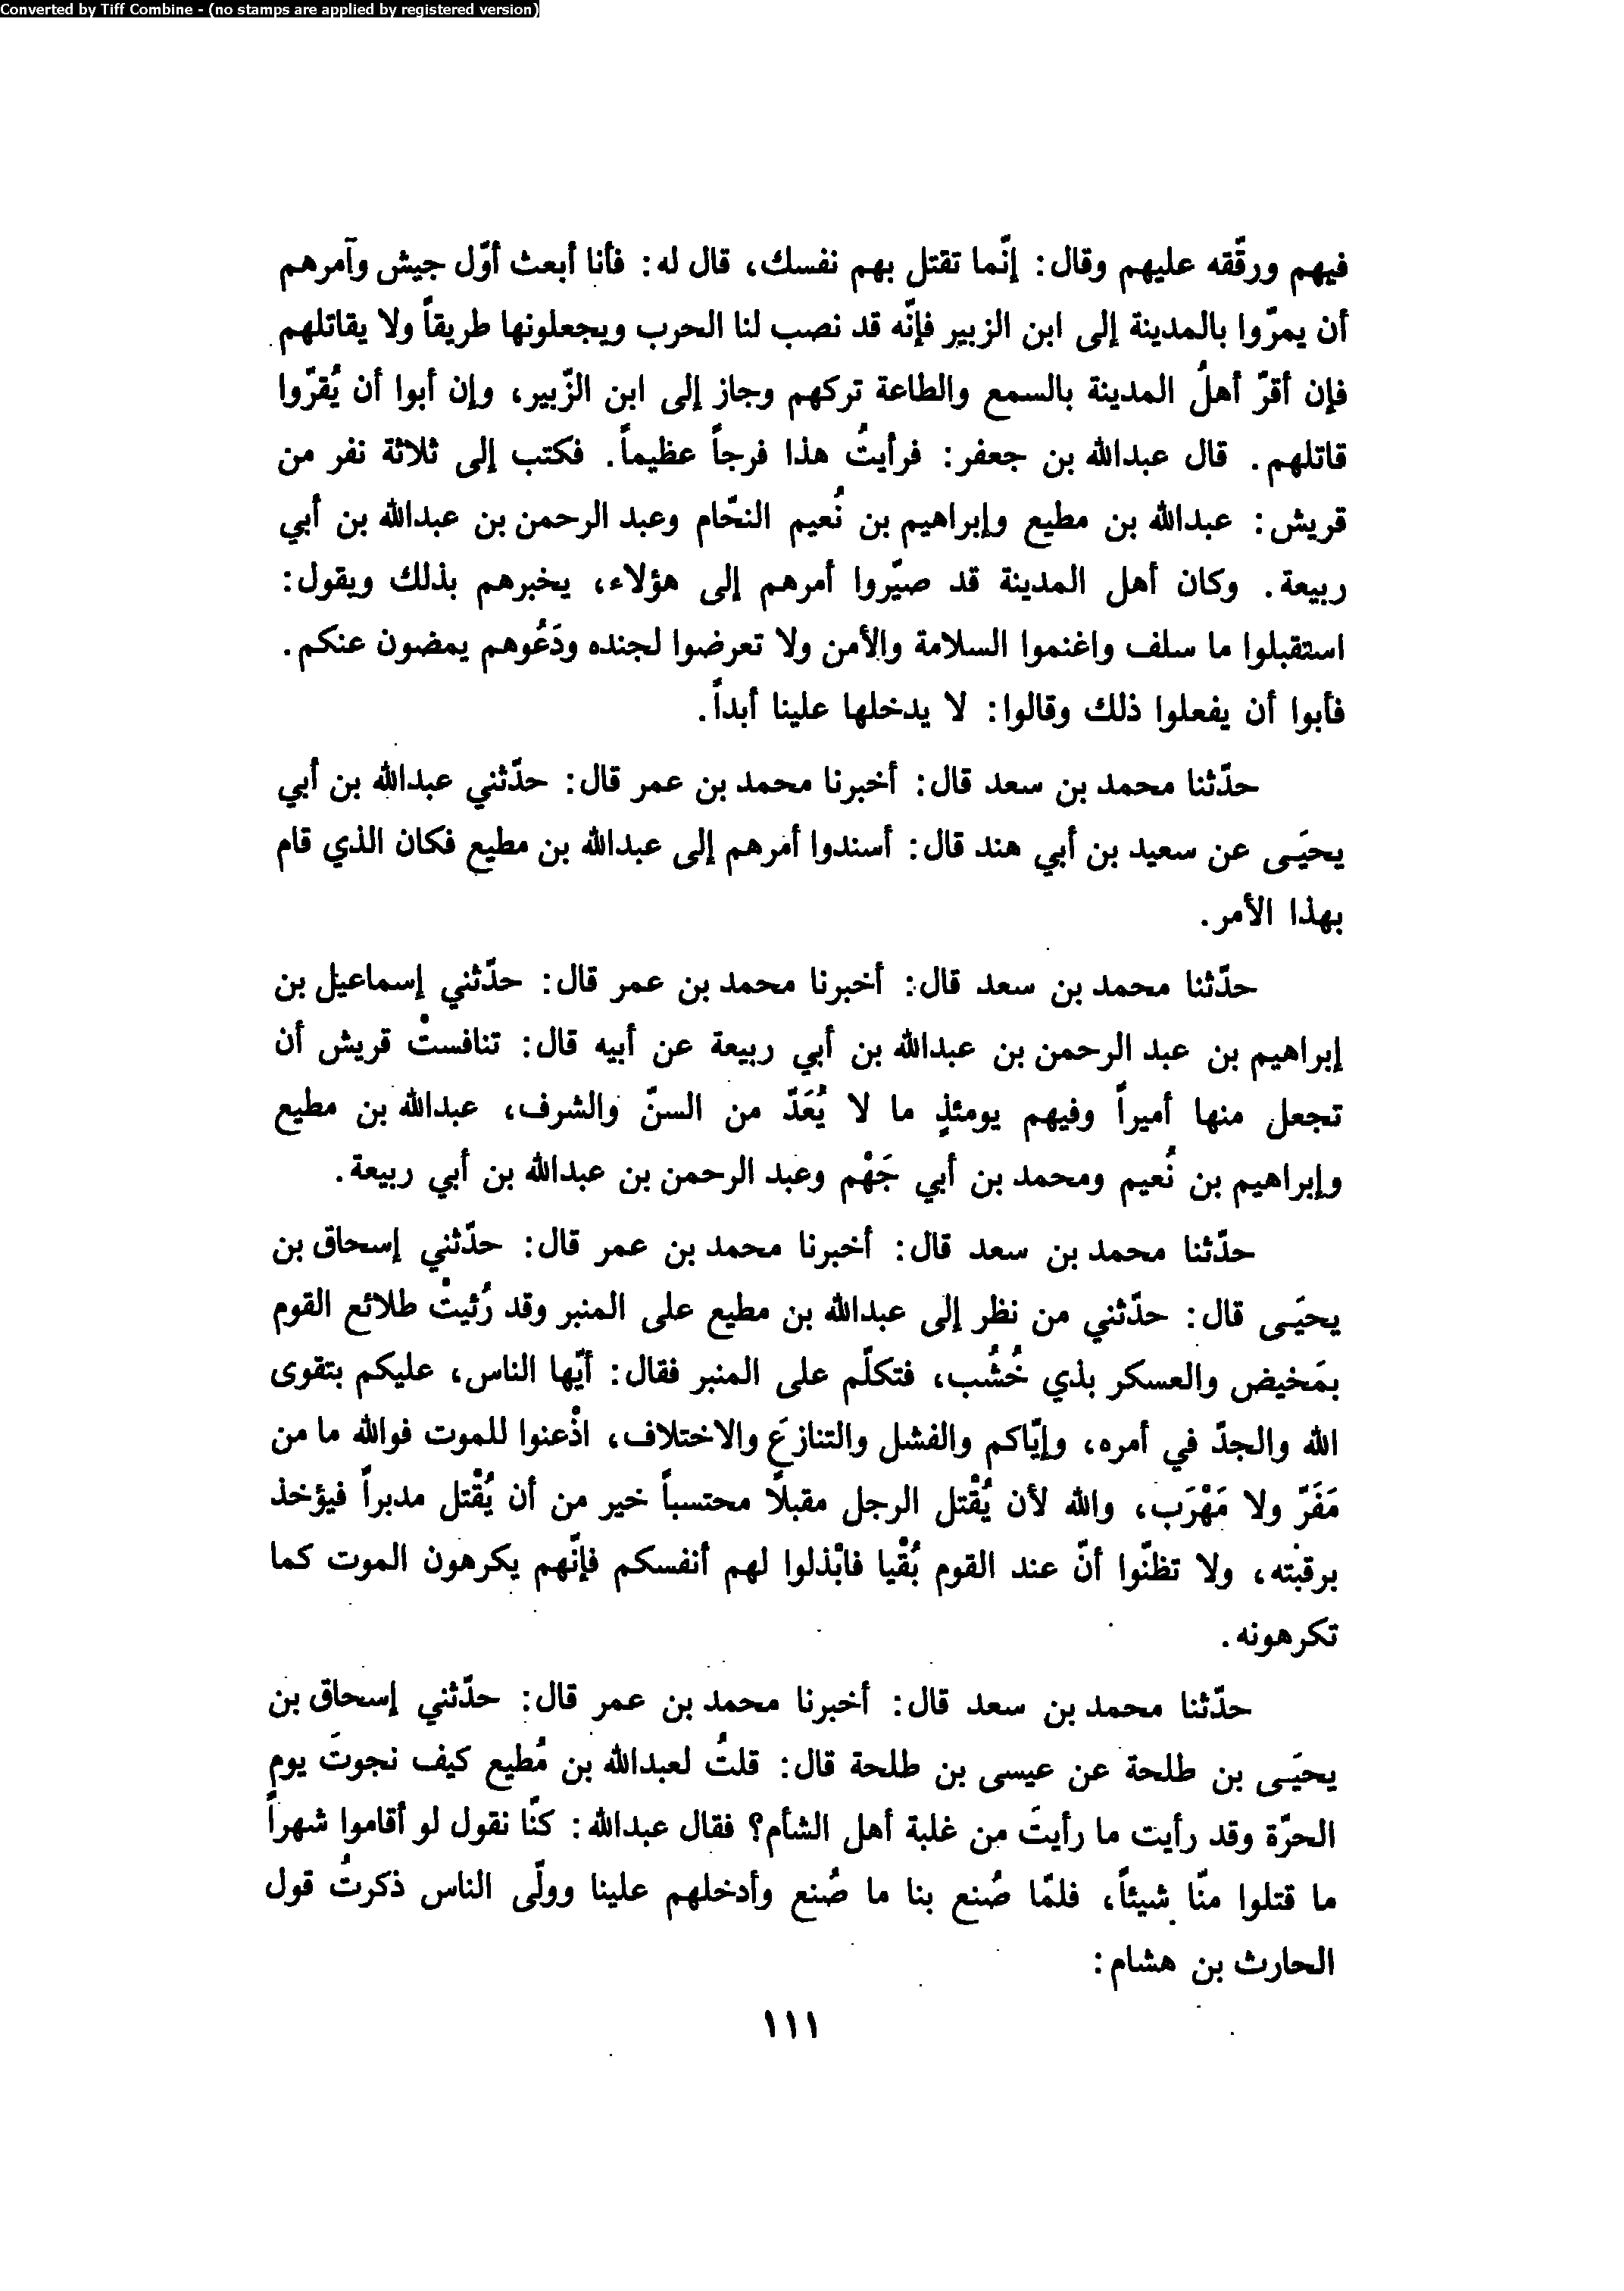 Converted by Tiff Combine - (no stamps are applied by registered version)
فيهم ورقّقه عليهم وقال: إنّما تقتل بهم نفسك، قال له: فأنا أبعث أوّل جيش وآمرهم
أن يمرّوا بالمدينة إلى ابن الزبير فإنّه قد نصب لنا الحرب ويجعلونها طريقاً ولا يقاتلهم
فإن أقرّ أهلُ المدينة بالسمع والطاعة تركهم وجاز إلى ابن الزّبير، وإن أبوا أن يُقرّوا
قاتلهم. قال عبدالله بن جعفر: فرأيتُ هذا فرجاً عظيماً. فكتب إلى ثلاثة نفر من
قريش: عبدالله بن مطيع وإبراهيم بن نُعيم النحّام وعبد الرحمن بن عبدالله بن أبي
ربيعة. وكان أهل المدينة قد صيّروا أمرهم إلى هؤلاء، يخبرهم بذلك ويقول:
استقبلوا ما سلف واغنموا السلامة والأمن ولا تعرضوا لجنده ودَعُوهم يمضون عنكم.
فأبوا أن يفعلوا ذلك وقالوا: لا يدخلها علينا أبداً.
حدّثنا محمد بن سعد قال: أخبرنا محمد بن عمر قال: حدّثني عبدالله بن أبي
يحيَى عن سعيد بن أبي هند قال: أسندوا أمرهم إلى عبدالله بن مطيع فكان الذي قام
بهذا الأمر.
حدّثنا محمد بن سعد قال: أخبرنا محمد بن عمر قال: حدّثني إسماعيل بن
إبراهيم بن عبد الرحمن بن عبدالله بن أبي ربيعة عن أبيه قال: تنافستْ قريش أن
تجعل منها أميراً وفيهم يومئذٍ ما لا يُعَدّ من السنّ والشرف، عبدالله بن مطيع
وإبراهيم بن نُعيم ومحمد بن أبي جَهْم وعبد الرحمن بن عبدالله بن أبي ربيعة.
حدّثنا محمد بن سعد قال: أخبرنا محمد بن عمر قال: حدّثني إسحاق بن
يحيَى قال: حدّثني من نظر إلى عبدالله بن مطيع على المنبر وقد رُئيتْ طلائع القوم
بمَخيض والعسكر بذي خُشُب، فتكلّم على المنبر فقال: أيّها الناس، عليكم بتقوى
الله والجدّ في أمره، وإيّاكم والفشل والتنازعَ والاختلاف، اذْعنوا للموت فوالله ما من
مَفَرّ ولا مَهْرَب، والله لأن يُقْتل الرجل مقبلًا محتسباً خير من أن يُقْتل مدبراً فيؤخذ
برقبته، ولا تظنّوا أنّ عند القوم بُقْيا فابْذلوا لهم أنفسكم فإنّهم يكرهون الموت كما
تكرهونه.
حدّثنا محمد بن سعد قال: أخبرنا محمد بن عمر قال: حدّثني إسحاق بن
يحيَى بن طلحة عن عيسى بن طلحة قال: قلتُ لعبدالله بن مُطيع كيف نجوتَ يوم
الحرّة وقد رأيت ما رأيتَ من غلبة أهل الشأم؟ فقال عبدالله: كنّا نقول لو أقاموا شهراً
ما قتلوا منّا شيئاً، فلمّا صُنع بنا ما صُنع وأدخلهم علينا وولّى الناس ذكرتُ قول
الحارث بن هشام:
١١١